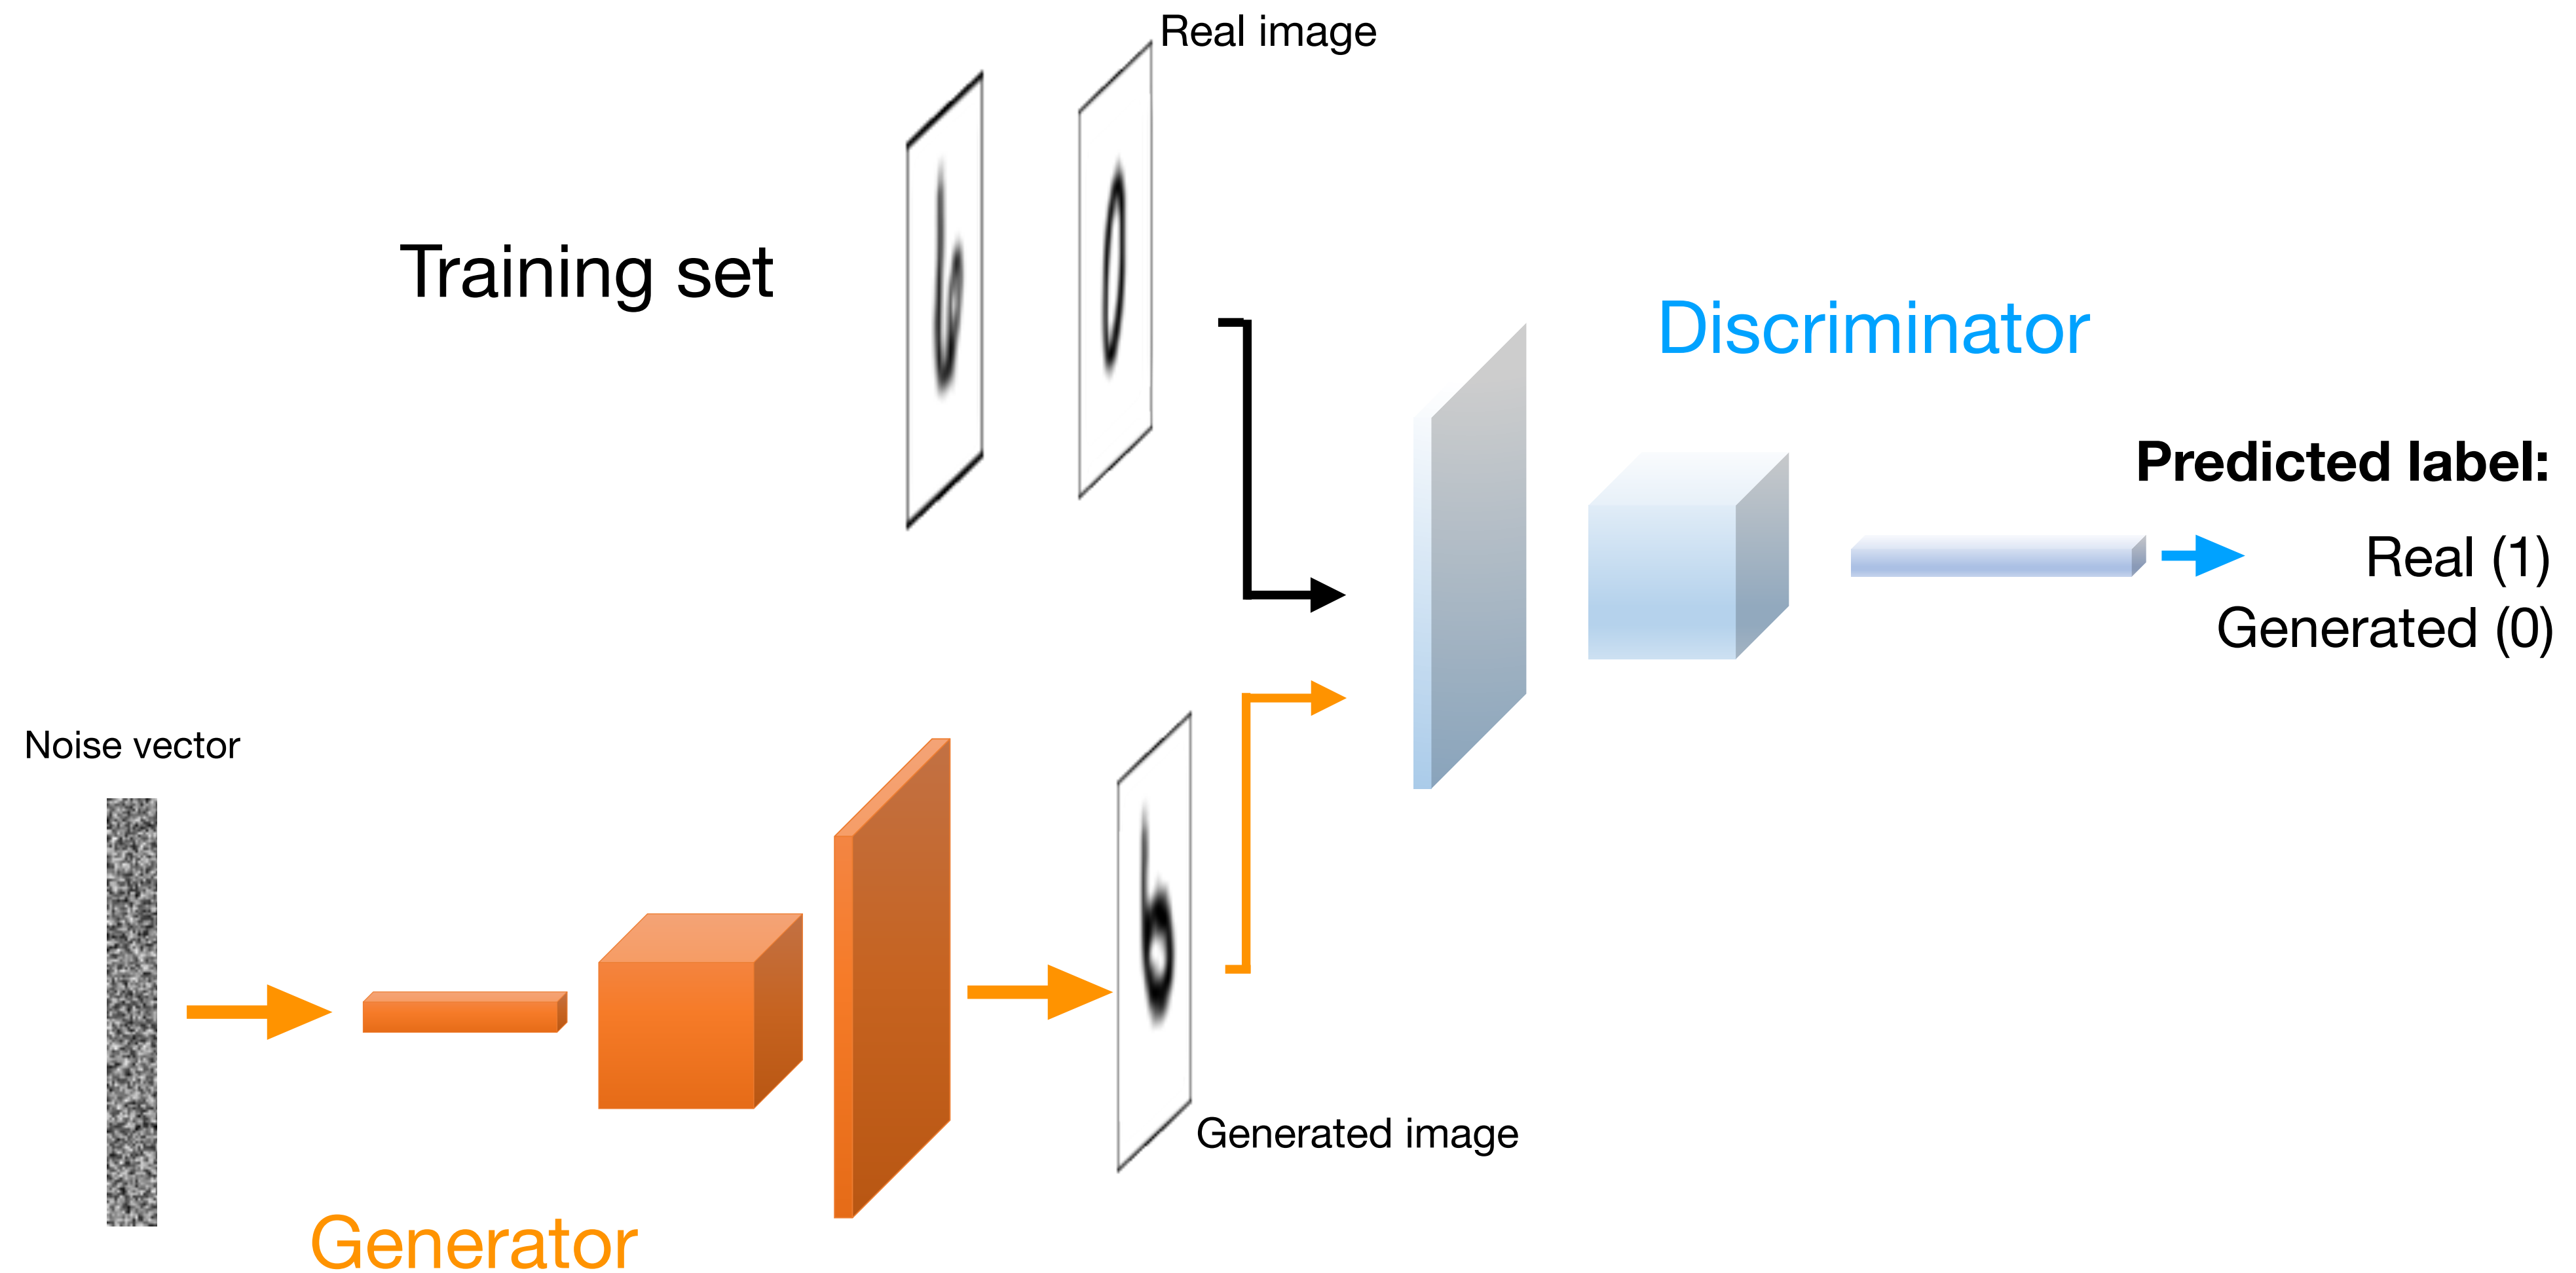 Real image
Training set
Discriminator
Predicted label:
Real (1)
Generated (0)
Noise vector
Generated image
Generator